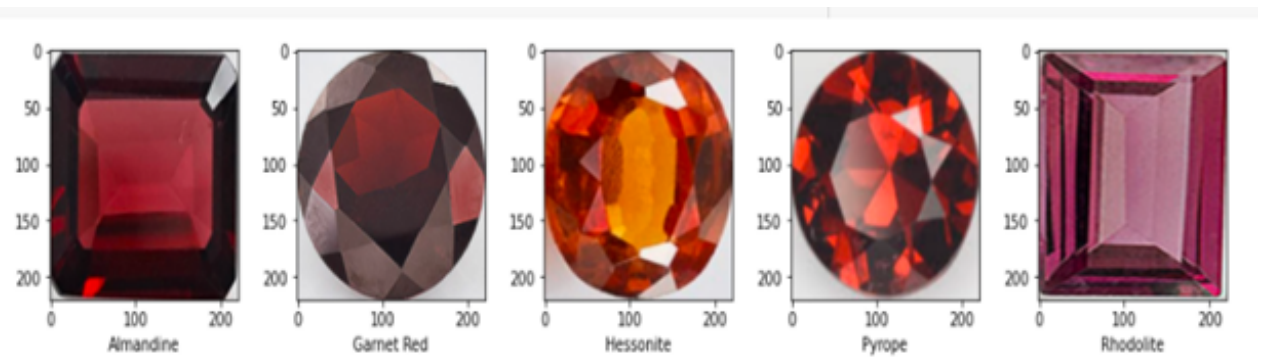 0 0 0 0 0
50 50 50 50 50
100 100 100 100 100
150 150 150 150 150
200 200 200 200 200
0 100 200 0 100 200 0 100 200 0 100 200 0 100 200
Almandine Garnet Red Hessonite Pyrope Rhodolite